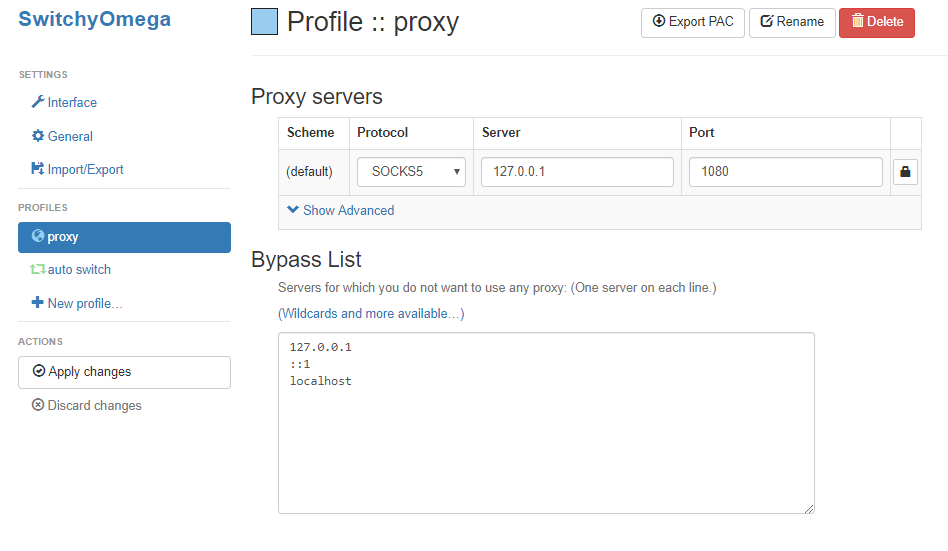 SwitchyOmega
SETTINGS
Interface
General
Import/Export
PROFILES
proxy
auto switch
New profile…
ACTIONS
Apply changes
Discard changes
Profile :: proxy
Export PAC
Rename
Delete
Proxy servers
Scheme Protocol Server Port
(default) SOCKS5 127.0.0.1 1080
Show Advanced
Bypass List
Servers for which you do not want to use any proxy: (One server on each line.)
(Wildcards and more available…)
127.0.0.1
::1
localhost